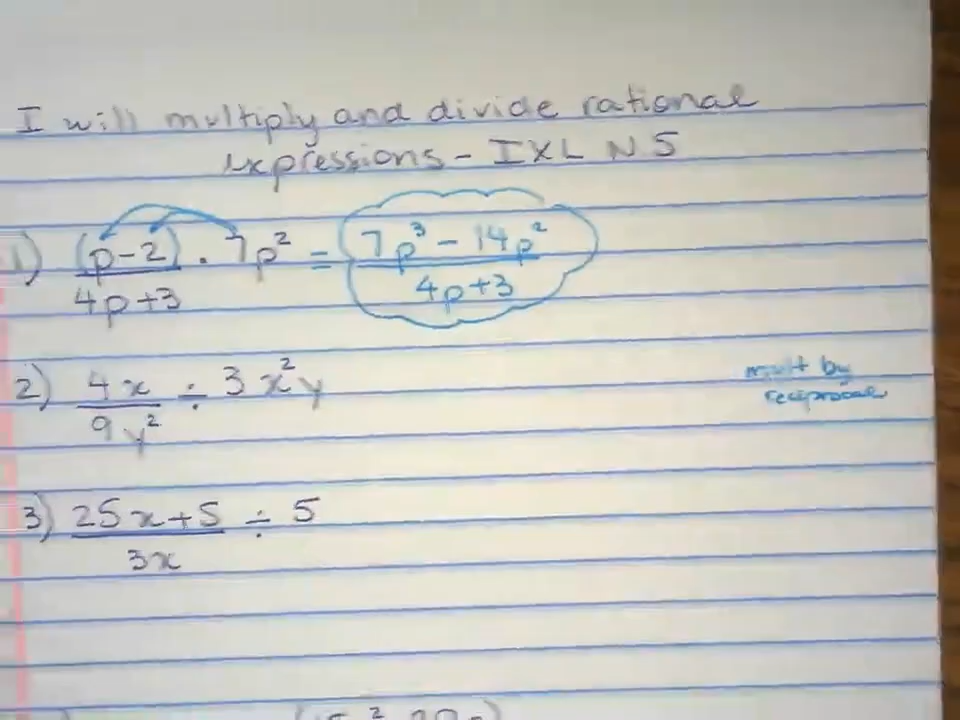 I will multiply and divide rational
expressions - IXL N 5
1) (p-2)/(4p+3) · 7p² = (7p³ - 14p²)/(4p+3)
2) 4x/(9y²) ÷ 3x²y
mult by
reciprocal
3) (25x+5)/(3x) ÷ 5